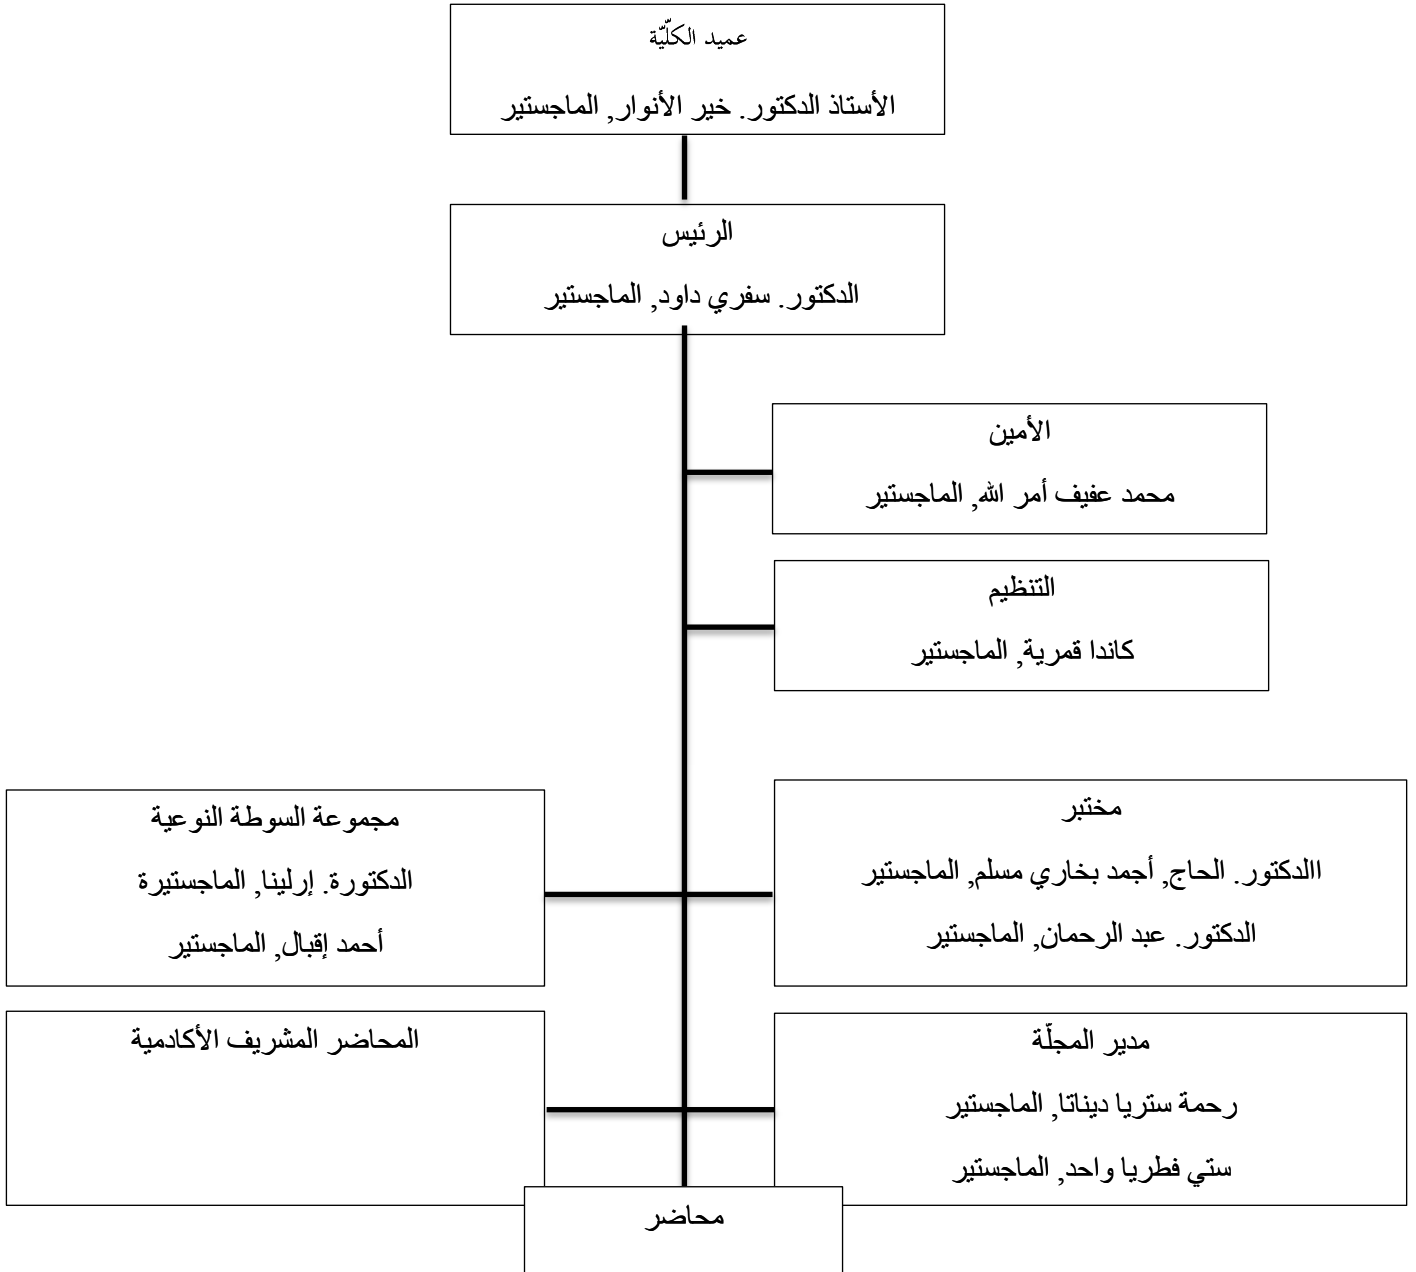 عميد الكلّيّة
الأستاذ الدكتور. خير الأنوار, الماجستير
الرئيس
الدكتور. سفري داود, الماجستير
الأمين
محمد عفيف أمر الله, الماجستير
التنظيم
كاندا قمرية, الماجستير
مختبر
االدكتور. الحاج, أجمد بخاري مسلم, الماجستير
الدكتور. عبد الرحمان, الماجستير
مجموعة السوطة النوعية
الدكتورة. إرلينا, الماجستيرة
أحمد إقبال, الماجستير
مدير المجلّة
رحمة ستريا ديناتا, الماجستير
ستي فطريا واحد, الماجستير
المحاضر المشريف الأكادمية
محاضر